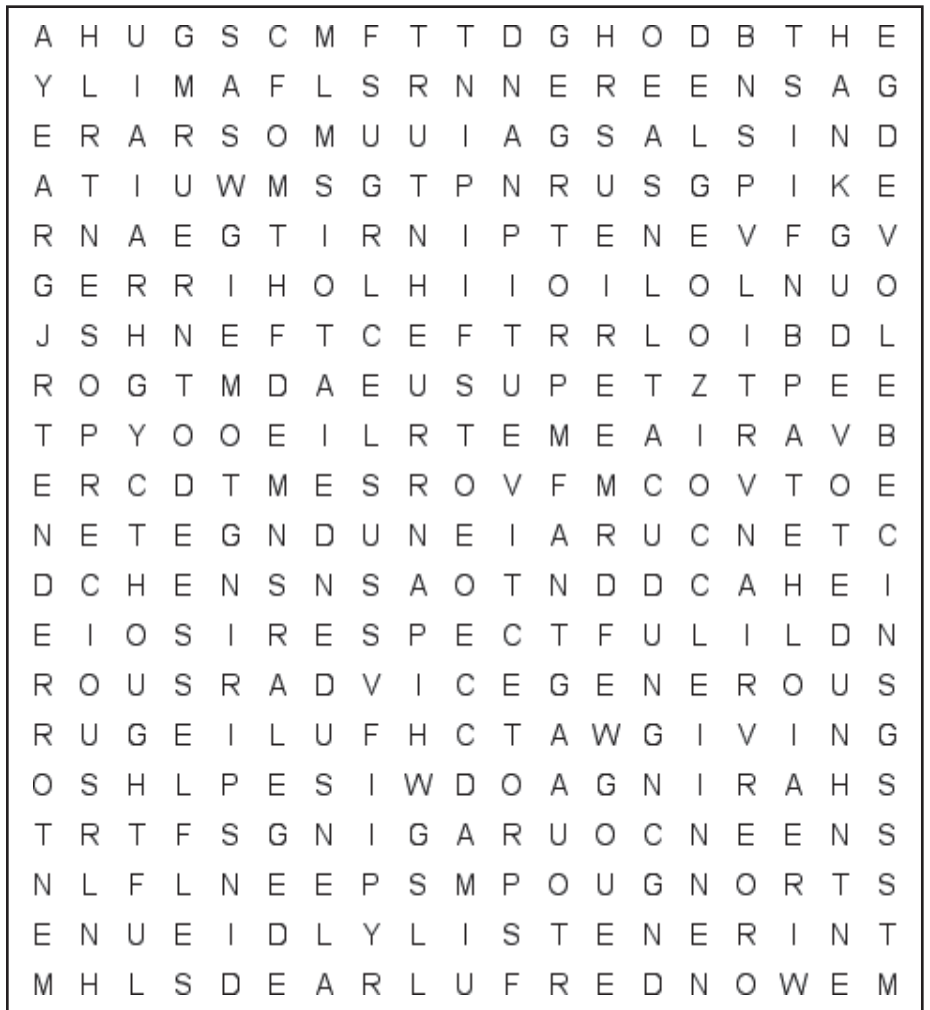 A H U G S C M F T T D G H O D B T H E
Y L I M A F L S R N N E R E E N S A G
E R A R S O M U U I A G S A L S I N D
A T I U W M S G T P N R U S G P I K E
R N A E G T I R N I P T E N E V F G V
G E R R I H O L H I I O I L O L N U O
J S H N E F T C E F T R R L O I B D L
R O G T M D A E U S U P E T Z T P E E
T P Y O O E I L R T E M E A I R A V B
E R C D T M E S R O V F M C O V T O E
N E T E G N D U N E I A R U C N E T C
D C H E N S N S A O T N D D C A H E I
E I O S I R E S P E C T F U L I L D N
R O U S R A D V I C E G E N E R O U S
R U G E I L U F H C T A W G I V I N G
O S H L P E S I W D O A G N I R A H S
T R T F S G N I G A R U O C N E E N S
N L F L N E E P S M P O U G N O R T S
E N U E I D L Y L I S T E N E R I N T
M H L S D E A R L U F R E D N O W E M